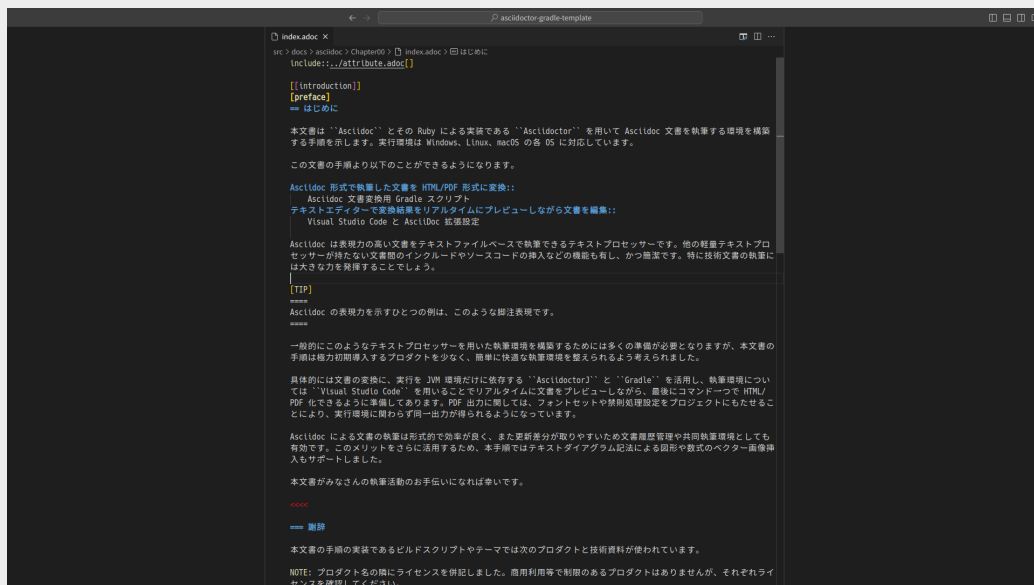 asciidoctor-gradle-template
index.adoc
src > docs > asciidoc > Chapter00 > index.adoc > はじめに
include::../attribute.adoc[]
[[introduction]]
[preface]
== はじめに
本文書は ``Asciidoc`` とその Ruby による実装である ``Asciidoctor`` を用いて Asciidoc 文書を執筆する環境を構築
する手順を示します。実行環境は Windows、Linux、macOS の各 OS に対応しています。
この文書の手順より以下のことができるようになります。
Asciidoc 形式で執筆した文書を HTML/PDF 形式に変換::
Asciidoc 文書変換用 Gradle スクリプト
テキストエディターで変換結果をリアルタイムにプレビューしながら文書を編集::
Visual Studio Code と AsciiDoc 拡張設定
Asciidoc は表現力の高い文書をテキストファイルベースで執筆できるテキストプロセッサーです。他の軽量テキストプロ
セッサーが持たない文書間のインクルードやソースコードの挿入などの機能も有し、かつ簡潔です。特に技術文書の執筆に
は大きな力を発揮することでしょう。
[TIP]
====
Asciidoc の表現力を示すひとつの例は、このような脚注表現です。
====
一般的にこのようなテキストプロセッサーを用いた執筆環境を構築するためには多くの準備が必要となりますが、本文書の
手順は極力初期導入するプロダクトを少なく、簡単に快適な執筆環境を整えられるよう考えられました。
具体的には文書の変換に、実行を JVM 環境だけに依存する ``AsciidoctorJ`` と ``Gradle`` を活用し、執筆環境につい
ては ``Visual Studio Code`` を用いることでリアルタイムに文書をプレビューしながら、最後にコマンド一つで HTML/
PDF 化できるように準備してあります。PDF 出力に関しては、フォントセットや禁則処理設定をプロジェクトにもたせるこ
とにより、実行環境に関わらず同一出力が得られるようになっています。
Asciidoc による文書の執筆は形式的で効率が良く、また更新差分が取りやすいため文書履歴管理や共同執筆環境としても
有効です。このメリットをさらに活用するため、本手順ではテキストダイアグラム記法による図形や数式のベクター画像挿
入もサポートしました。
本文書がみなさんの執筆活動のお手伝いになれば幸いです。
<<<<
=== 謝辞
本文書の手順の実装であるビルドスクリプトやテーマでは次のプロダクトと技術資料が使われています。
NOTE: プロダクト名の隣にライセンスを併記しました。商用利用等で制限のあるプロダクトはありませんが、それぞれライ
センスを確認してください。